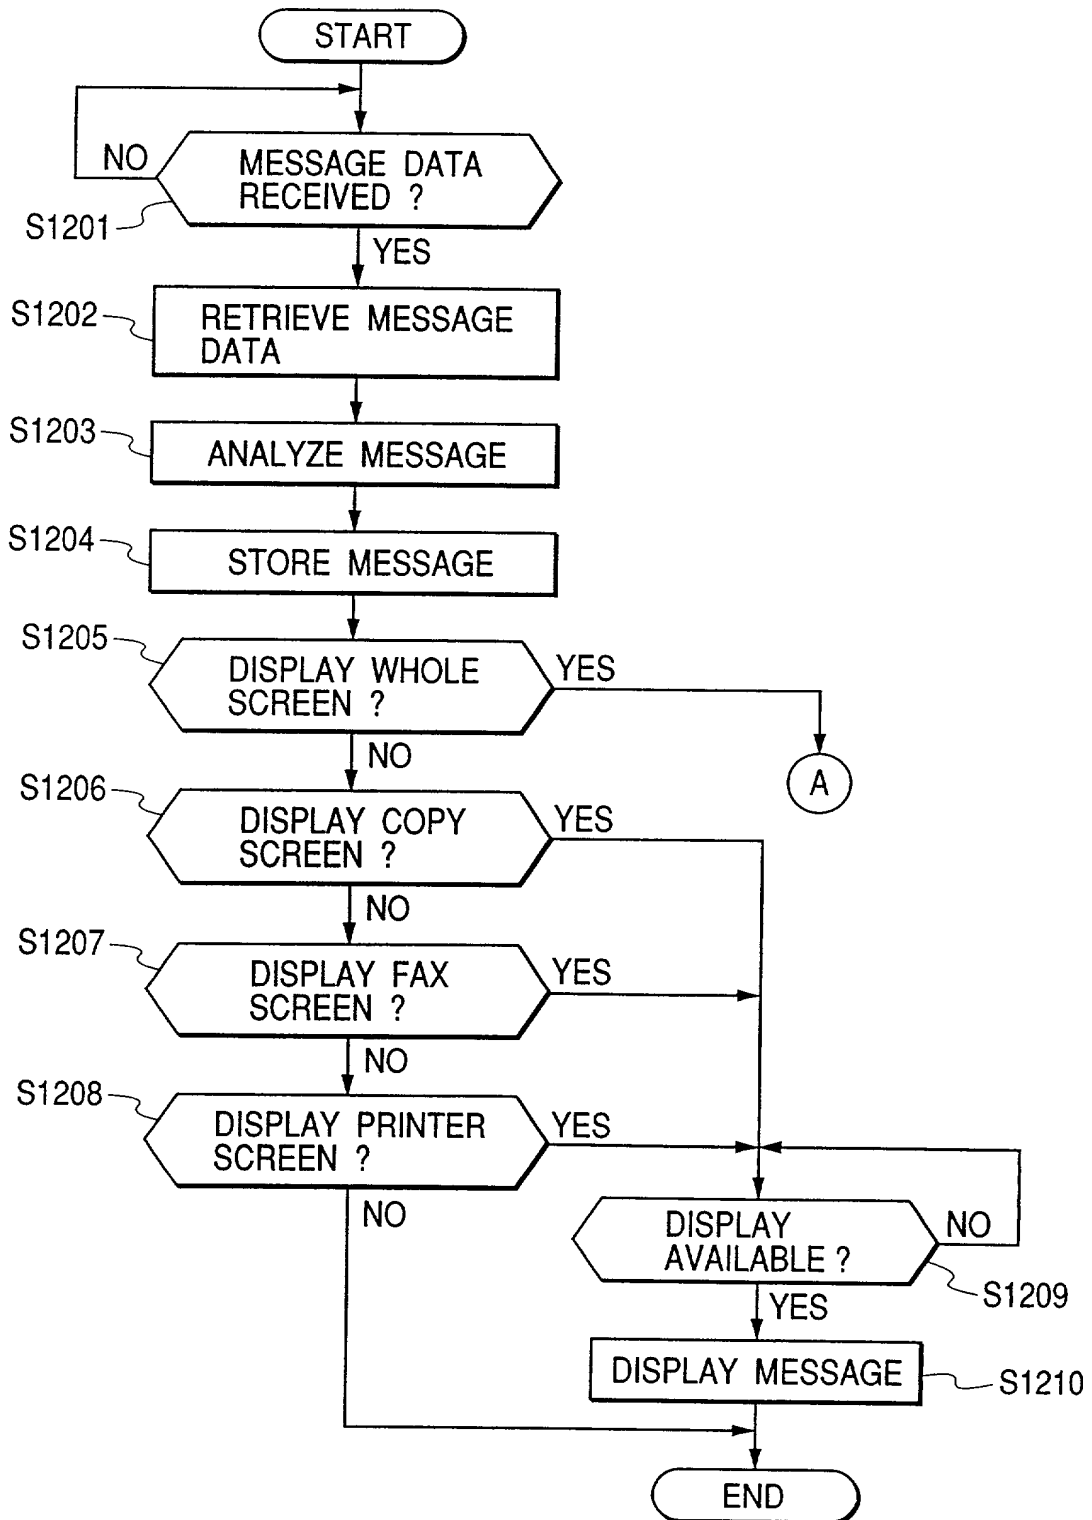 START
NO
MESSAGE DATA
RECEIVED ?
S1201
YES
S1202
RETRIEVE MESSAGE
DATA
S1203
ANALYZE MESSAGE
S1204
STORE MESSAGE
S1205
DISPLAY WHOLE
SCREEN ?
YES
NO
A
S1206
DISPLAY COPY
SCREEN ?
YES
NO
S1207
DISPLAY FAX
SCREEN ?
YES
NO
S1208
DISPLAY PRINTER
SCREEN ?
YES
NO
DISPLAY
AVAILABLE ?
NO
S1209
YES
DISPLAY MESSAGE
S1210
END